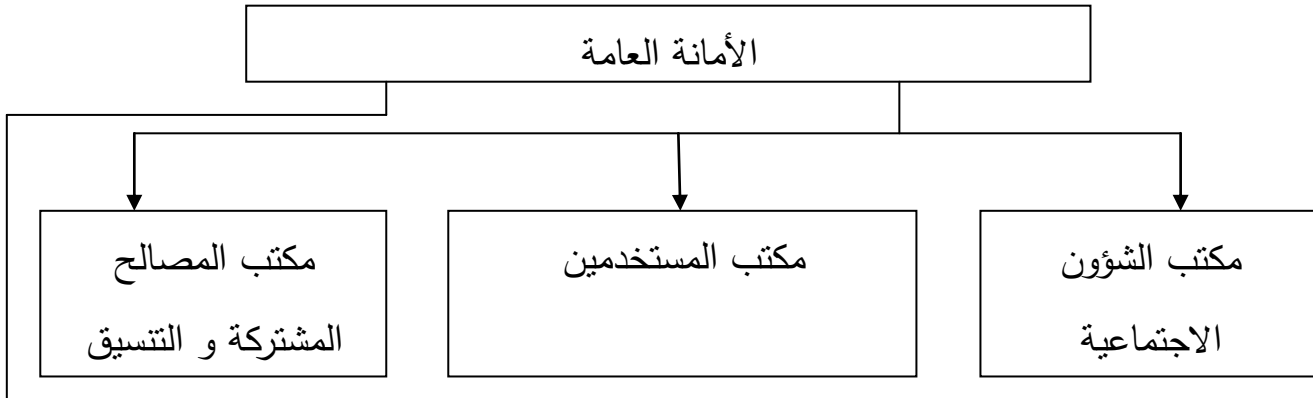 الأمانة العامة
مكتب الشؤون
الاجتماعية
مكتب المستخدمين
مكتب المصالح
المشتركة و التنسيق